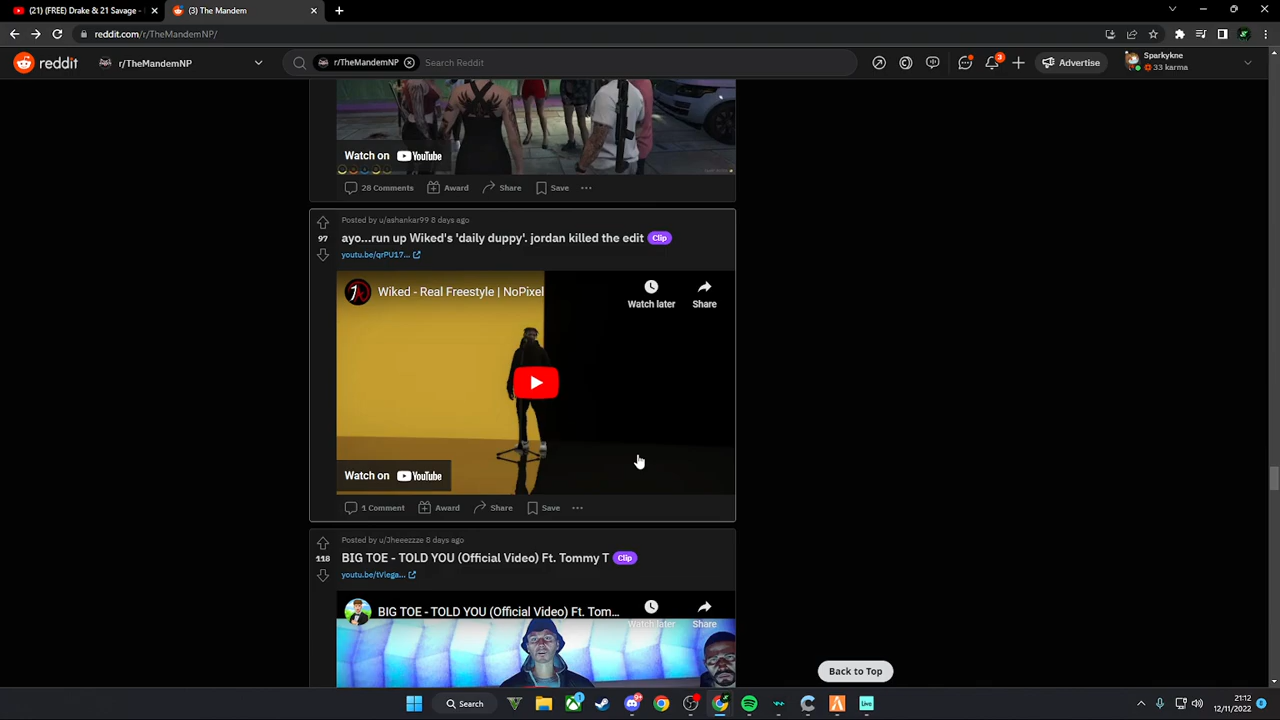 (21) (FREE) Drake & 21 Savage -
(3) The Mandem
reddit.com/r/TheMandemNP/
reddit
r/TheMandemNP
r/TheMandemNP
Search Reddit
3
Advertise
Sparkykne
33 karma
Watch on YouTube
28 Comments
Award
Share
Save
Posted by u/ashankar99 8 days ago
97
ayo...run up Wiked's 'daily duppy'. jordan killed the edit
Clip
youtu.be/qrPU17...
Wiked - Real Freestyle | NoPixel
Watch later
Share
Watch on YouTube
1 Comment
Award
Share
Save
Posted by u/Jheeezzze 8 days ago
118
BIG TOE - TOLD YOU (Official Video) Ft. Tommy T
Clip
youtu.be/tVlega...
BIG TOE - TOLD YOU (Official Video) Ft. Tom...
Watch later
Share
Back to Top
Search
Live
21:12
12/11/2022